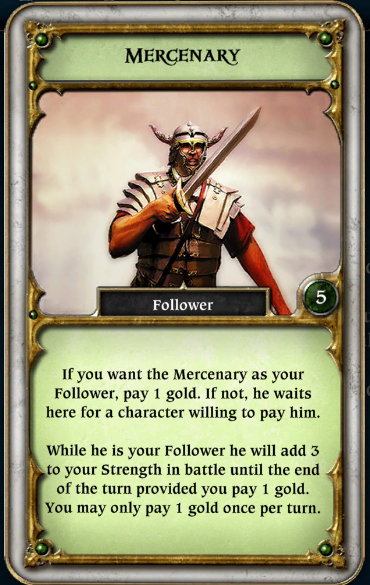 Mercenary
Follower
5
If you want the Mercenary as your
Follower, pay 1 gold. If not, he waits
here for a character willing to pay him.
While he is your Follower he will add 3
to your Strength in battle until the end
of the turn provided you pay 1 gold.
You may only pay 1 gold once per turn.